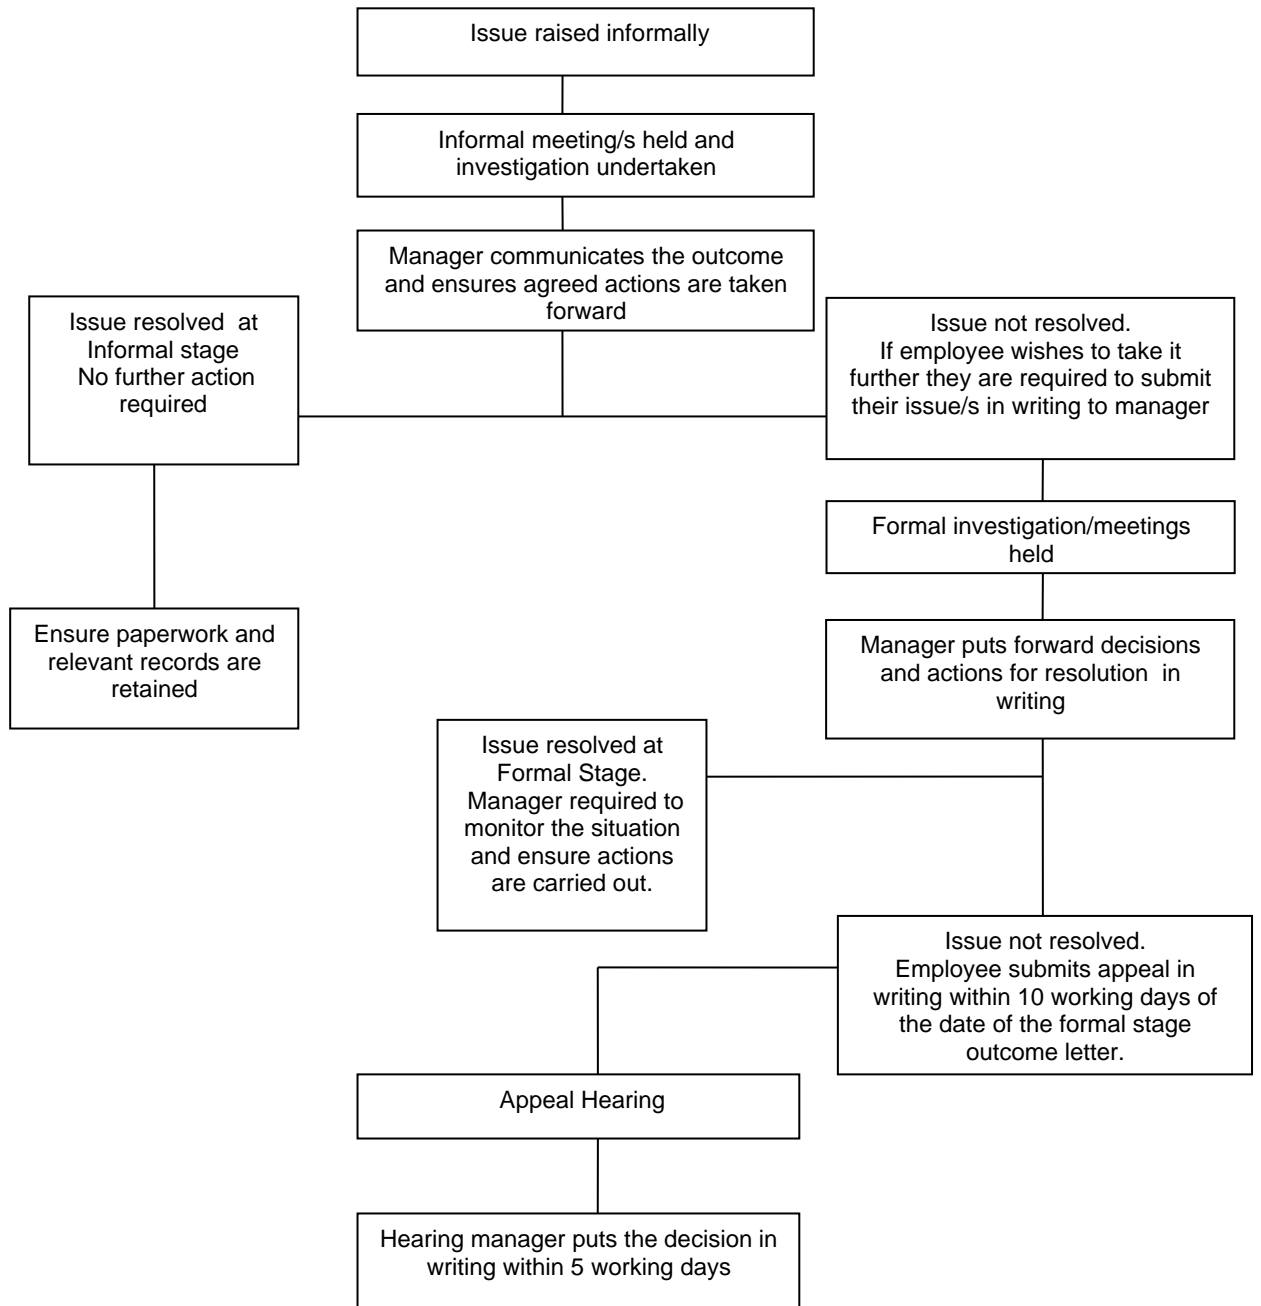 Issue raised informally
Informal meeting/s held and
investigation undertaken
Manager communicates the outcome
and ensures agreed actions are taken
forward
Issue resolved at
Informal stage
No further action
required
Issue not resolved.
If employee wishes to take it
further they are required to submit
their issue/s in writing to manager
Formal investigation/meetings
held
Ensure paperwork and
relevant records are
retained
Manager puts forward decisions
and actions for resolution in
writing
Issue resolved at
Formal Stage.
Manager required to
monitor the situation
and ensure actions
are carried out.
Issue not resolved.
Employee submits appeal in
writing within 10 working days of
the date of the formal stage
outcome letter.
Appeal Hearing
Hearing manager puts the decision in
writing within 5 working days